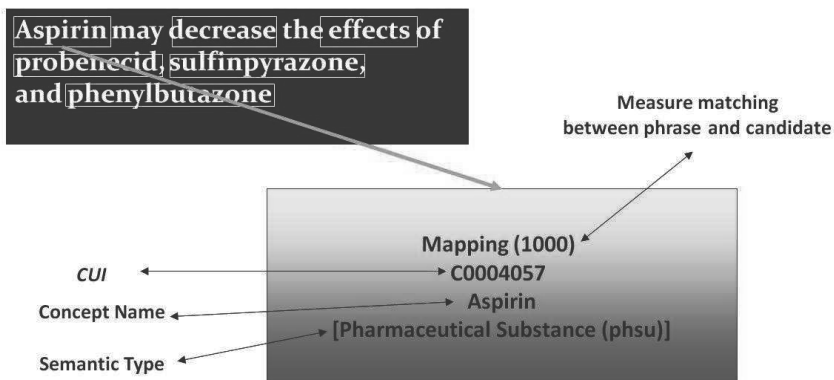 Aspirin may decrease the effects of
probenecid, sulfinpyrazone,
and phenylbutazone
Measure matching
between phrase and candidate
Mapping (1000)
CUI
C0004057
Concept Name
Aspirin
[Pharmaceutical Substance (phsu)]
Semantic Type